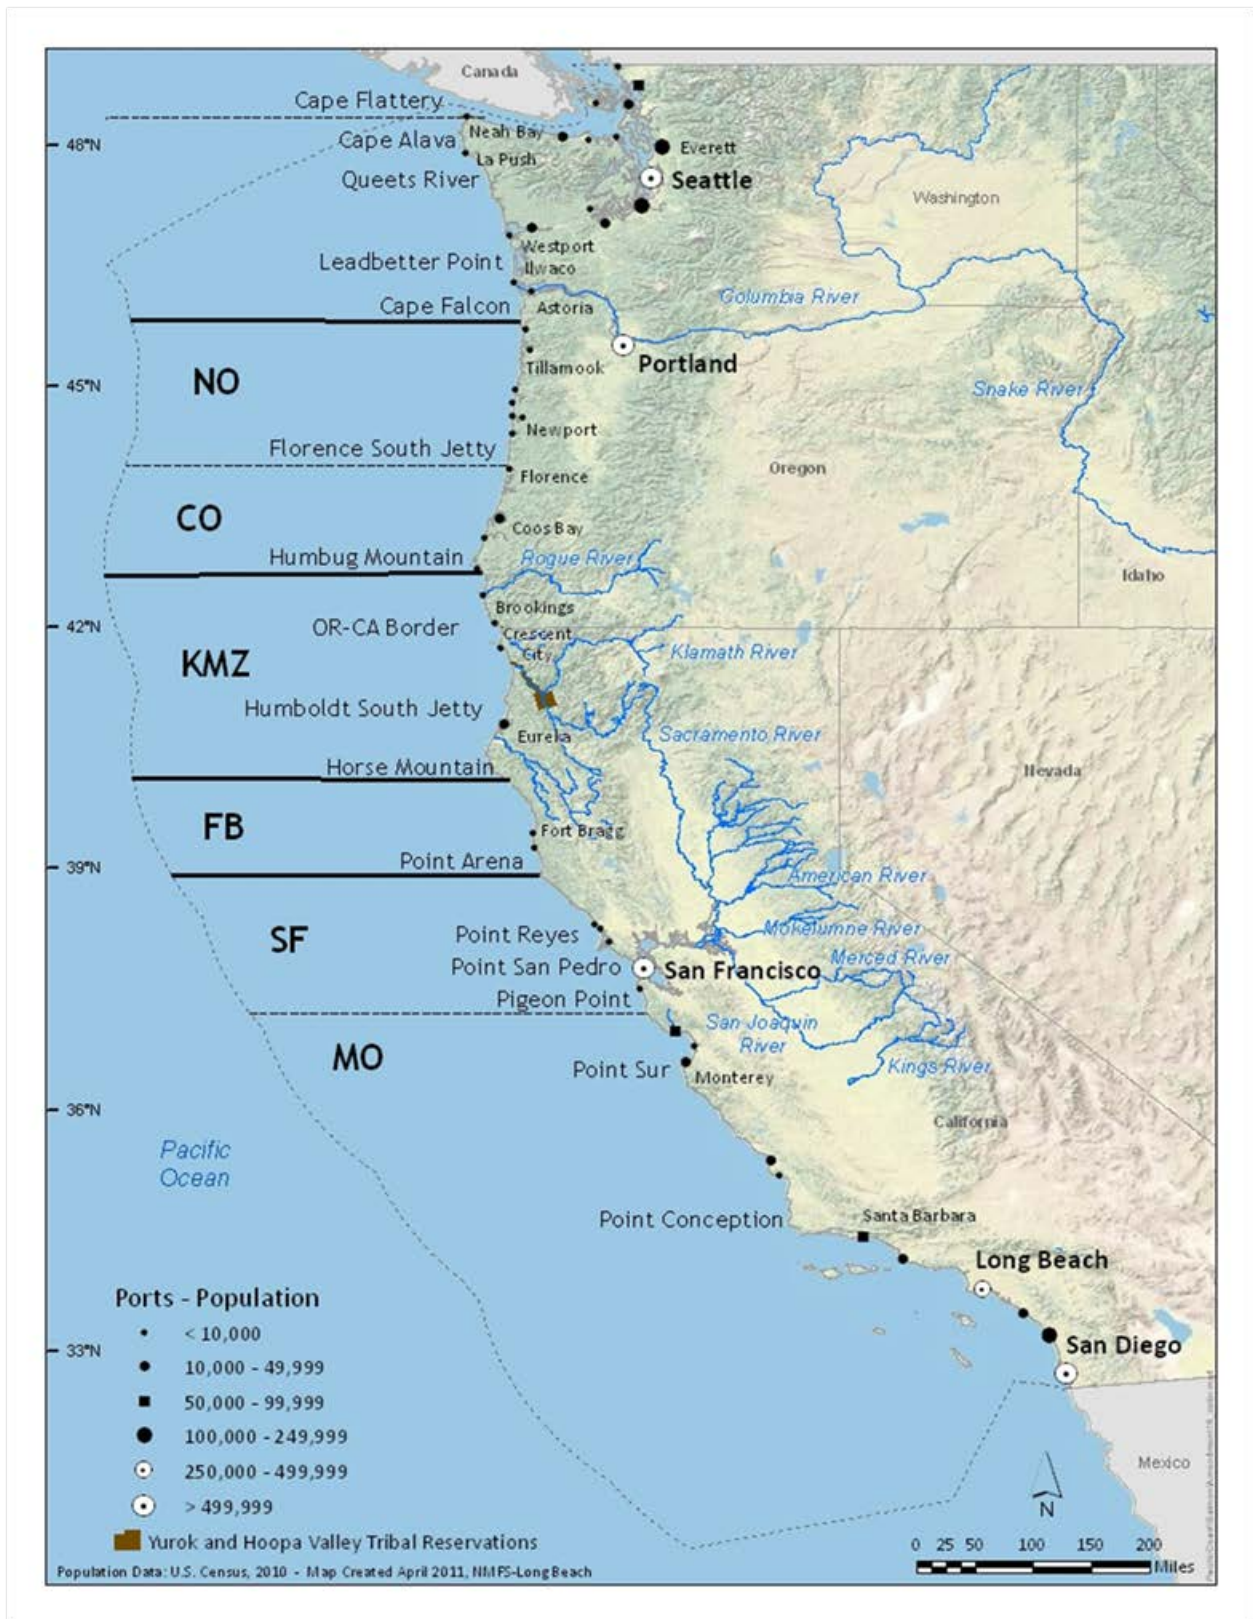 Canada
Cape Flattery
Neah Bay
Cape Alava
48°N
Everett
La Push
Queets River
Seattle
Washington
Westport
Leadbetter Point
Ilwaco
Columbia River
Cape Falcon
Astoria
Portland
Tillamook
NO
45°N
Snake River
Newport
Florence South Jetty
Oregon
Florence
CO
Coos Bay
Humbug Mountain
Rogue River
Idaho
Brookings
42°N
OR-CA Border
Crescent
City
Klamath River
KMZ
Humboldt South Jetty
Eureka
Sacramento River
Horse Mountain
Nevada
FB
Fort Bragg
Point Arena
39°N
American River
Mokelumne River
SF
Point Reyes
Merced River
Point San Pedro
San Francisco
Pigeon Point
San Joaquin
River
MO
Point Sur
Kings River
Monterey
36°N
California
Pacific
Ocean
Point Conception
Santa Barbara
Long Beach
Ports - Population
< 10,000
33°N
San Diego
10,000 - 49,999
50,000 - 99,999
100,000 - 249,999
Mexico
250,000 - 499,999
> 499,999
N
Yurok and Hoopa Valley Tribal Reservations
0 25 50 100 150 200
Miles
Population Data: U.S. Census, 2010 - Map Created April 2011, NMFS-Long Beach